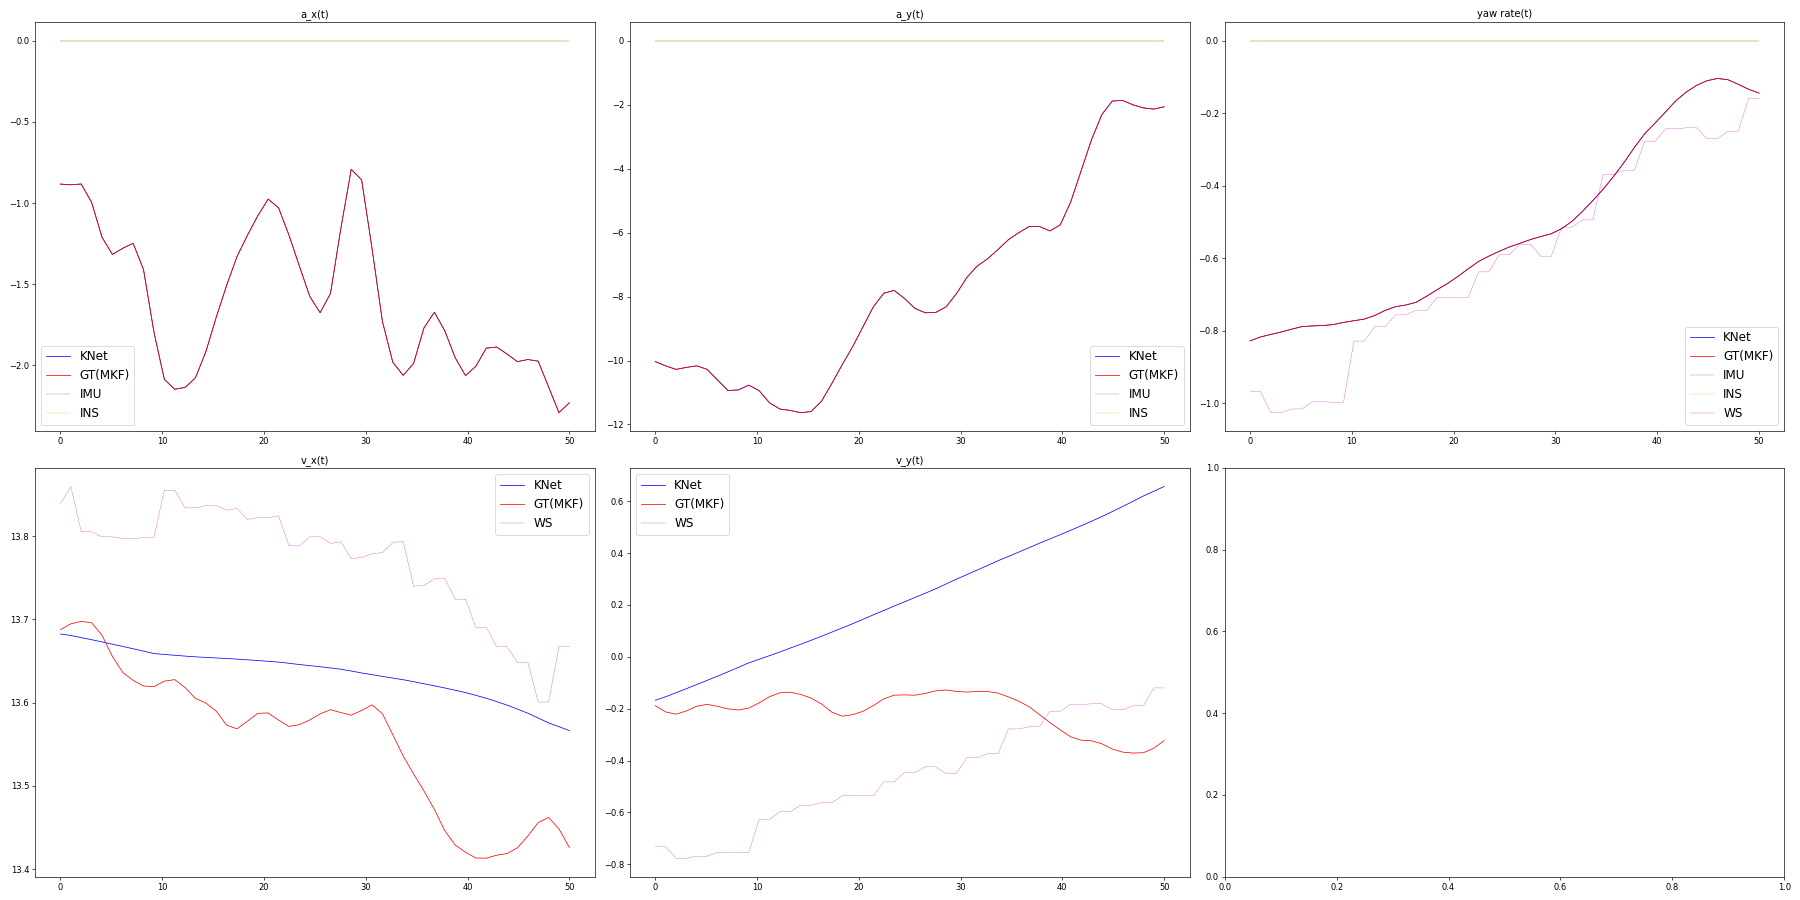 a_x(t)
0.0
−0.5
−1.0
−1.5
−2.0
KNet
GT(MKF)
IMU
INS
0 10 20 30 40 50
a_y(t)
0
−2
−4
−6
−8
−10
−12
KNet
GT(MKF)
IMU
INS
0 10 20 30 40 50
yaw rate(t)
0.0
−0.2
−0.4
−0.6
−0.8
−1.0
KNet
GT(MKF)
IMU
INS
WS
0 10 20 30 40 50
v_x(t)
13.8
13.7
13.6
13.5
13.4
KNet
GT(MKF)
WS
0 10 20 30 40 50
v_y(t)
0.6
0.4
0.2
0.0
−0.2
−0.4
−0.6
−0.8
KNet
GT(MKF)
WS
0 10 20 30 40 50
1.0
0.8
0.6
0.4
0.2
0.0
0.0 0.2 0.4 0.6 0.8 1.0